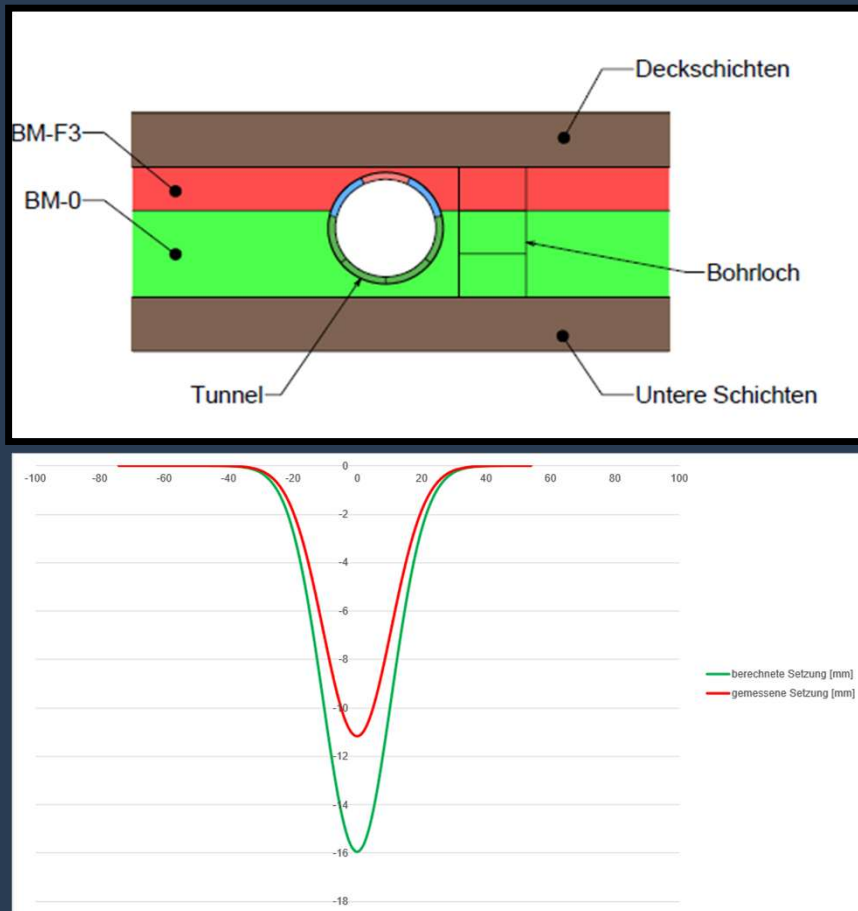 Deckschichten
BM-F3
BM-0
Bohrloch
Tunnel
Untere Schichten
0
-100 -80 -60 -40 -20 0 20 40 60 80 100
-2
-4
-6
-8
berechnete Setzung [mm]
gemessene Setzung [mm]
-10
-12
-14
-16
-18